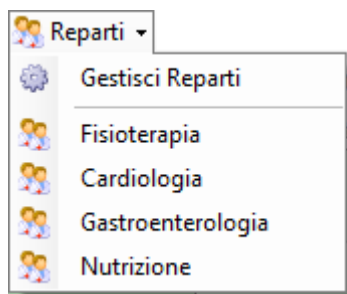 Reparti
Gestisci Reparti
Fisioterapia
Cardiologia
Gastroenterologia
Nutrizione